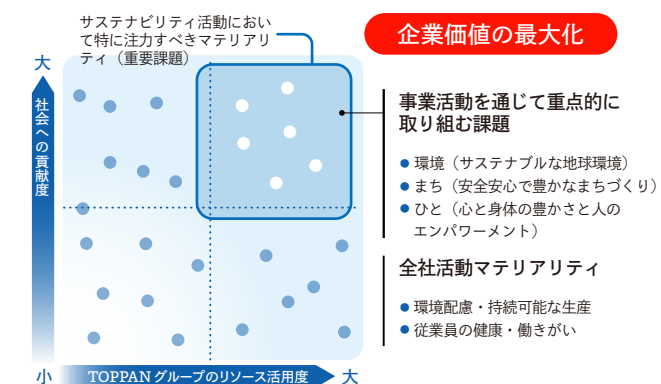 サステナビリティ活動におい
て特に注力すべきマテリアリ
ティ（重要課題）
企業価値の最大化
大
社会への貢献度
事業活動を通じて重点的に
取り組む課題
●環境（サステナブルな地球環境）
●まち（安全安心で豊かなまちづくり）
●ひと（心と身体の豊かさと人の
エンパワーメント）
全社活動マテリアリティ
●環境配慮・持続可能な生産
●従業員の健康・働きがい
小
TOPPANグループのリソース活用度
大